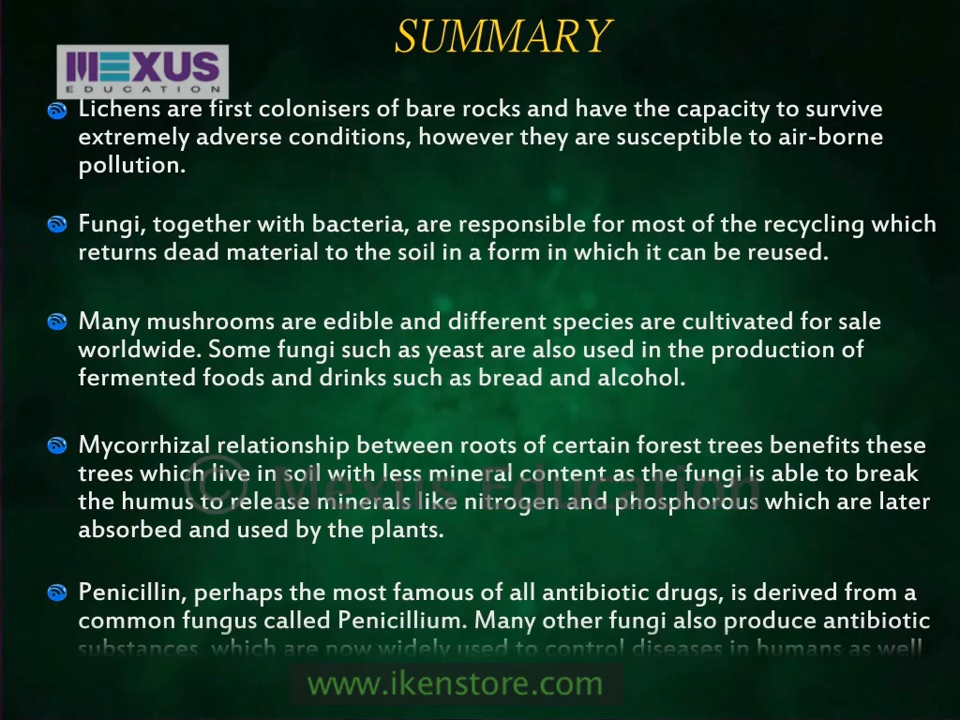 SUMMARY
MEXUS
EDUCATION
Lichens are first colonisers of bare rocks and have the capacity to survive
extremely adverse conditions, however they are susceptible to air-borne
pollution.
Fungi, together with bacteria, are responsible for most of the recycling which
returns dead material to the soil in a form in which it can be reused.
Many mushrooms are edible and different species are cultivated for sale
worldwide. Some fungi such as yeast are also used in the production of
fermented foods and drinks such as bread and alcohol.
Mycorrhizal relationship between roots of certain forest trees benefits these
trees which live in soil with less mineral content as the fungi is able to break
the humus to release minerals like nitrogen and phosphorous which are later
absorbed and used by the plants.
© Mexus Education
Penicillin, perhaps the most famous of all antibiotic drugs, is derived from a
common fungus called Penicillium. Many other fungi also produce antibiotic
substances, which are now widely used to control diseases in humans as well
www.ikenstore.com